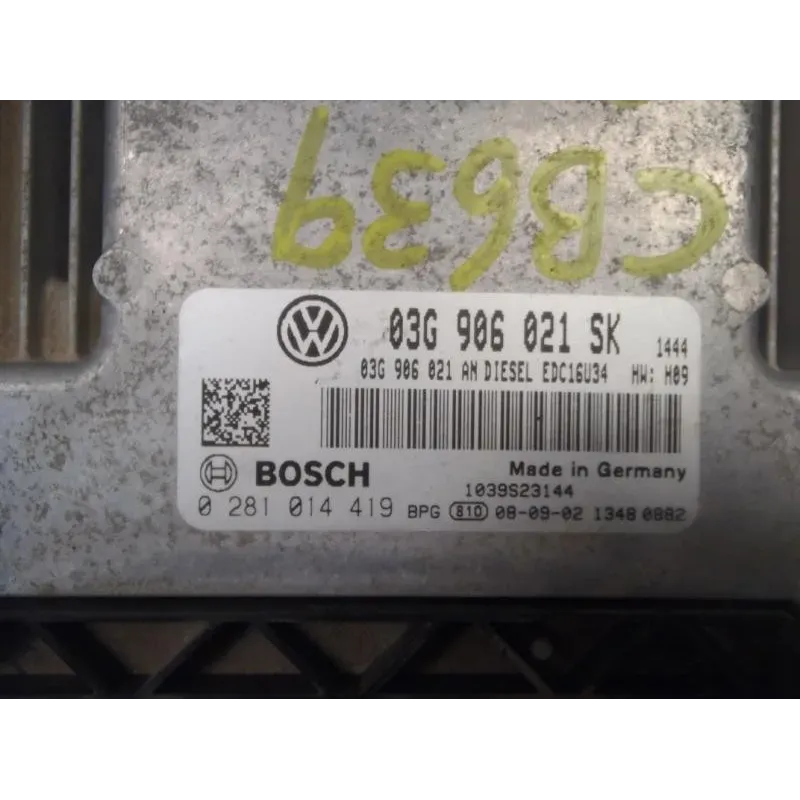 CB639
03G 906 021 SK 1444
03G 906 021 AN DIESEL EDC16U34 HW: H09
BOSCH Made in Germany
1039S23144
0 281 014 419 BPG 810 08-09-02 1348 0882